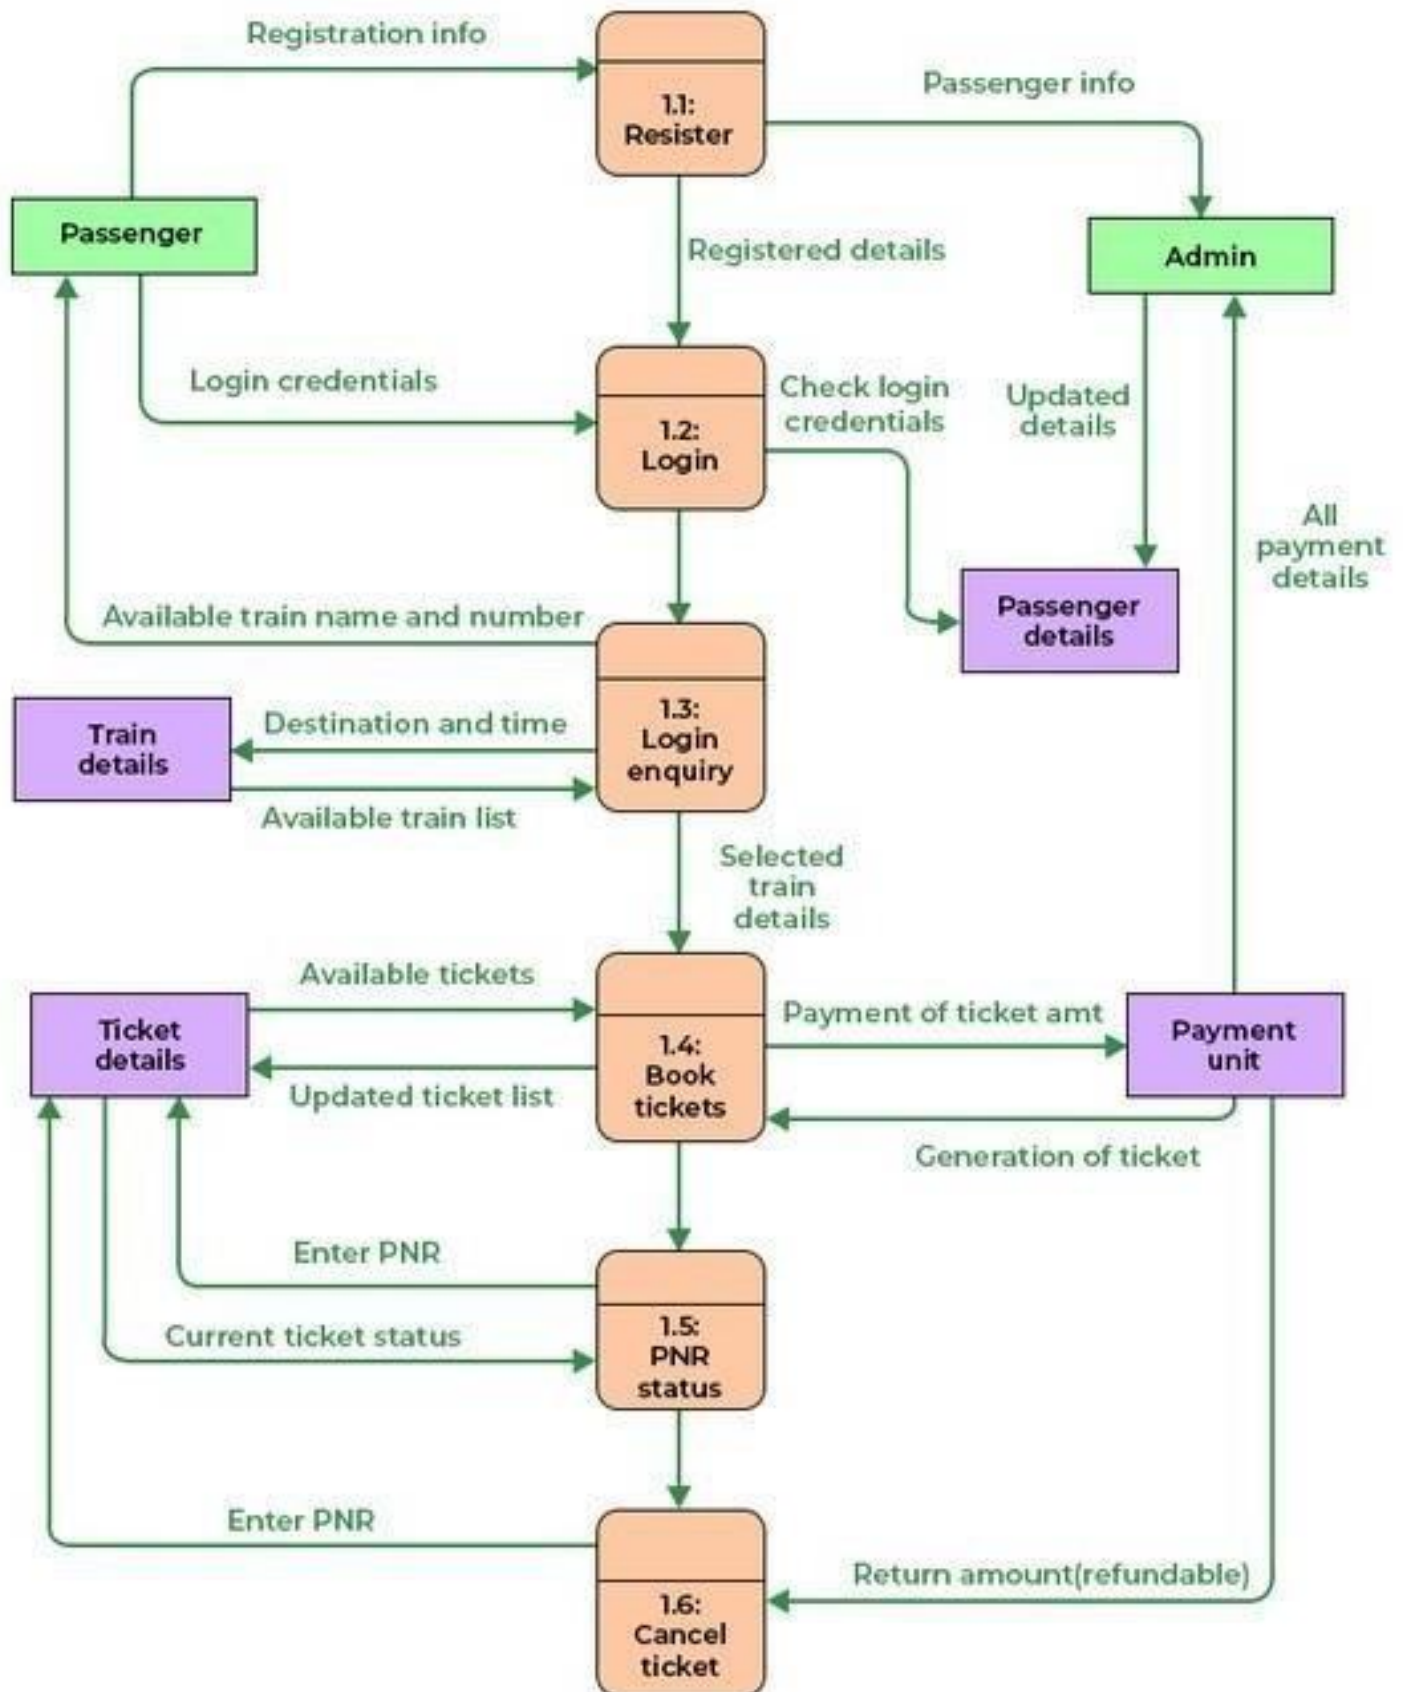 Registration info
Passenger info
1.1:
Resister
Passenger
Admin
Registered details
Login credentials
Check login
credentials
Updated
details
1.2:
Login
All
payment
details
Available train name and number
Passenger
details
Train
details
Destination and time
1.3:
Login
enquiry
Available train list
Selected
train
details
Available tickets
Ticket
details
Payment of ticket amt
Payment
unit
1.4:
Book
tickets
Updated ticket list
Generation of ticket
Enter PNR
Current ticket status
1.5:
PNR
status
Enter PNR
Return amount(refundable)
1.6:
Cancel
ticket